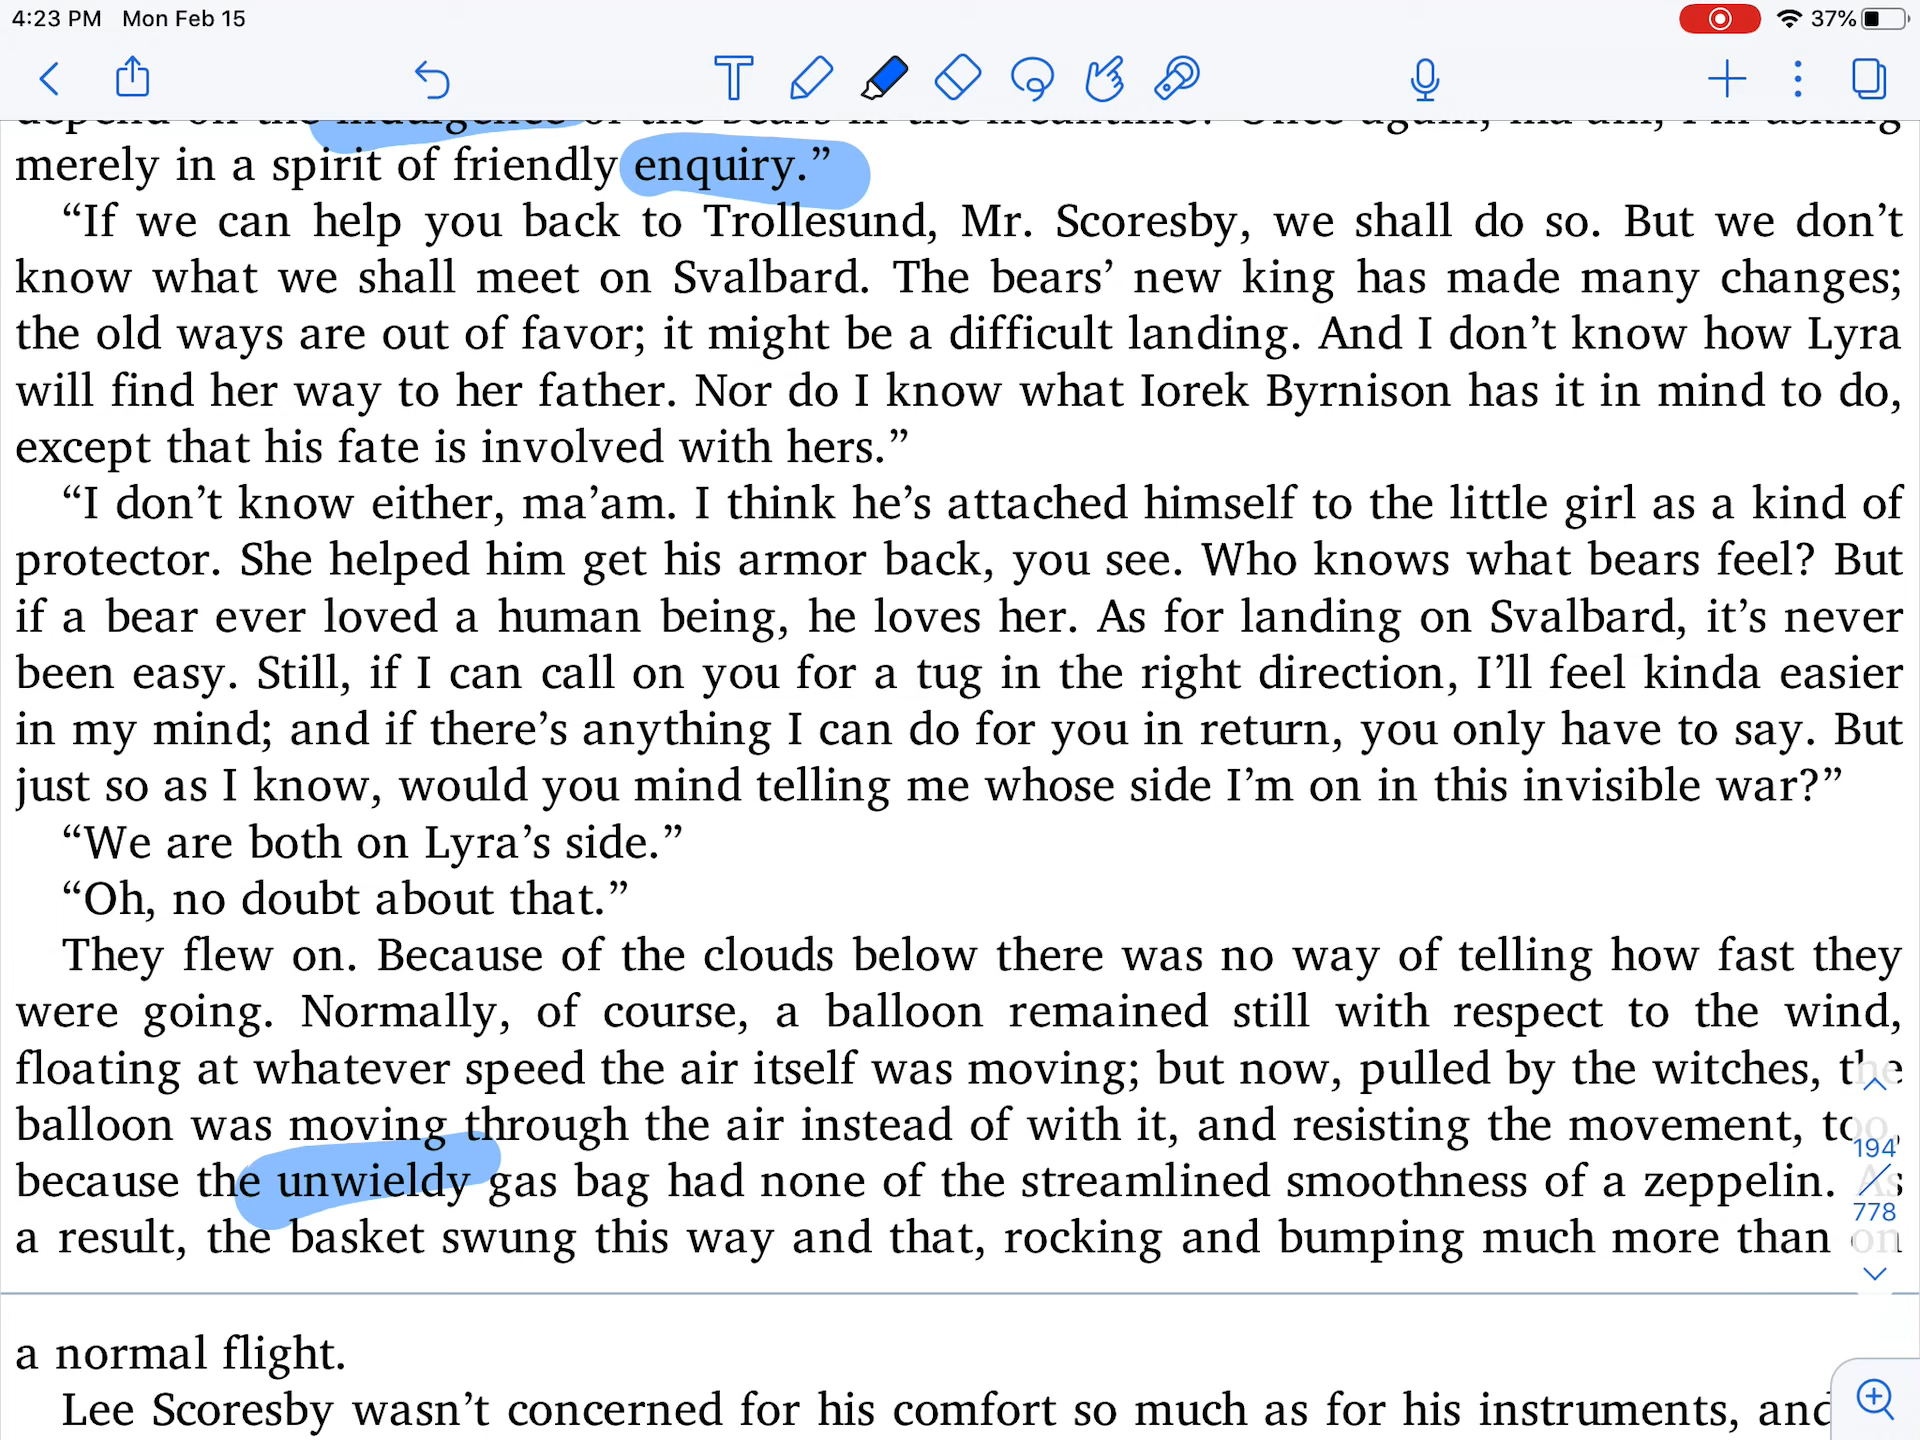 4:23 PM Mon Feb 15 37%
depend on the indulgence of the bears in the meantime? Once again, ma'am, I'm asking
merely in a spirit of friendly enquiry.”
“If we can help you back to Trollesund, Mr. Scoresby, we shall do so. But we don’t
know what we shall meet on Svalbard. The bears’ new king has made many changes;
the old ways are out of favor; it might be a difficult landing. And I don’t know how Lyra
will find her way to her father. Nor do I know what Iorek Byrnison has it in mind to do,
except that his fate is involved with hers.”
“I don’t know either, ma’am. I think he’s attached himself to the little girl as a kind of
protector. She helped him get his armor back, you see. Who knows what bears feel? But
if a bear ever loved a human being, he loves her. As for landing on Svalbard, it’s never
been easy. Still, if I can call on you for a tug in the right direction, I’ll feel kinda easier
in my mind; and if there’s anything I can do for you in return, you only have to say. But
just so as I know, would you mind telling me whose side I’m on in this invisible war?”
“We are both on Lyra’s side.”
“Oh, no doubt about that.”
They flew on. Because of the clouds below there was no way of telling how fast they
were going. Normally, of course, a balloon remained still with respect to the wind,
floating at whatever speed the air itself was moving; but now, pulled by the witches, the
balloon was moving through the air instead of with it, and resisting the movement, too,
because the unwieldy gas bag had none of the streamlined smoothness of a zeppelin. As
a result, the basket swung this way and that, rocking and bumping much more than on
194
778
a normal flight.
Lee Scoresby wasn’t concerned for his comfort so much as for his instruments, and